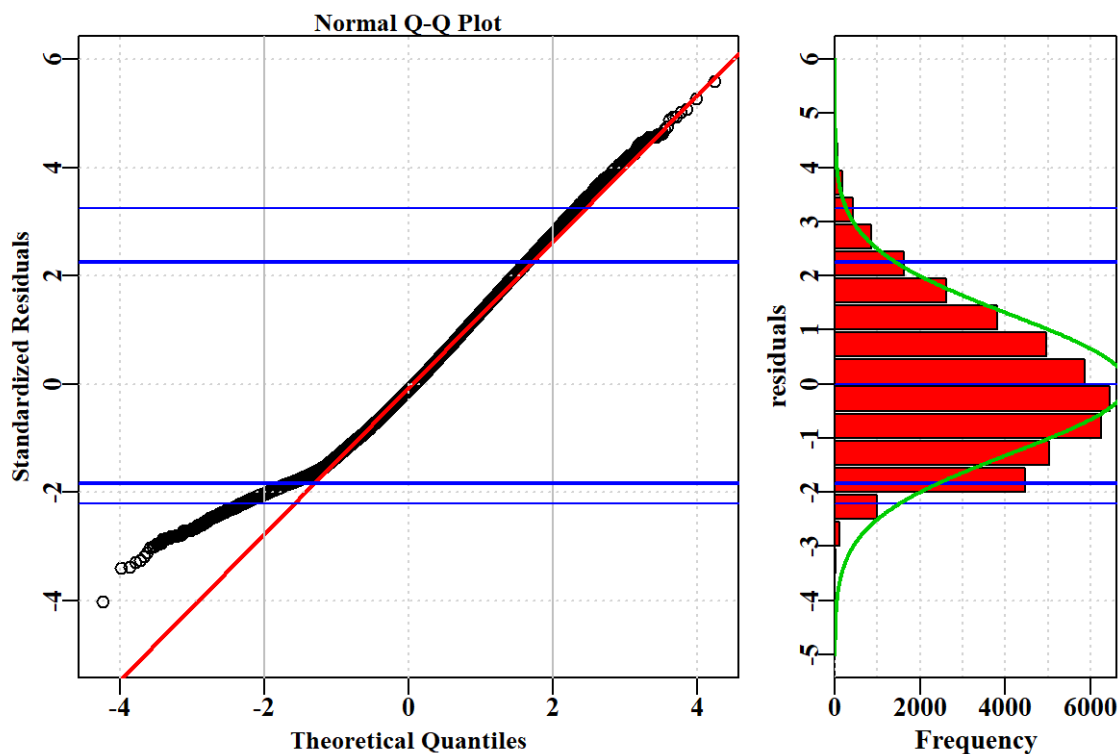 Normal Q-Q Plot
6
4
2
0
-2
-4
Standardized Residuals
-4 -2 0 2 4
Theoretical Quantiles
6
5
4
3
2
1
0
-1
-2
-3
-4
-5
residuals
0 2000 4000 6000
Frequency